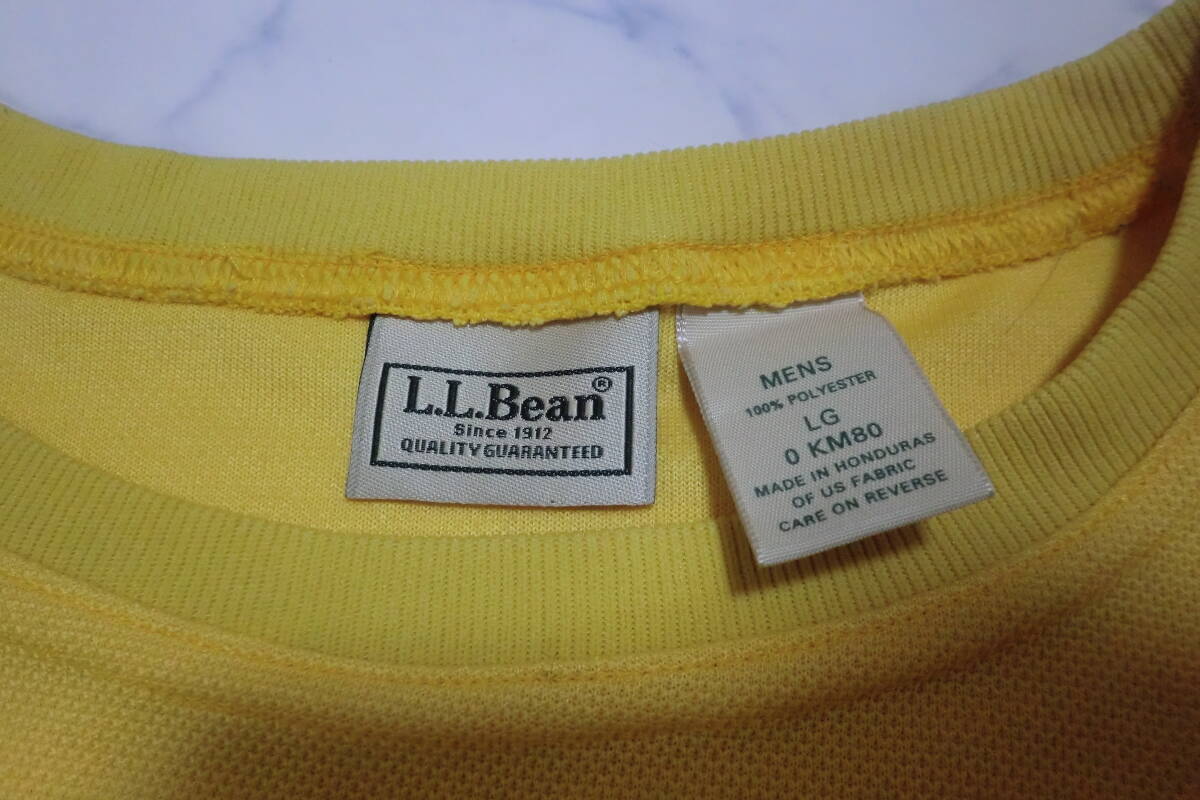 L.L.Bean®
Since 1912
QUALITY GUARANTEED
MENS
100% POLYESTER
LG
0 KM80
MADE IN HONDURAS
OF US FABRIC
CARE ON REVERSE